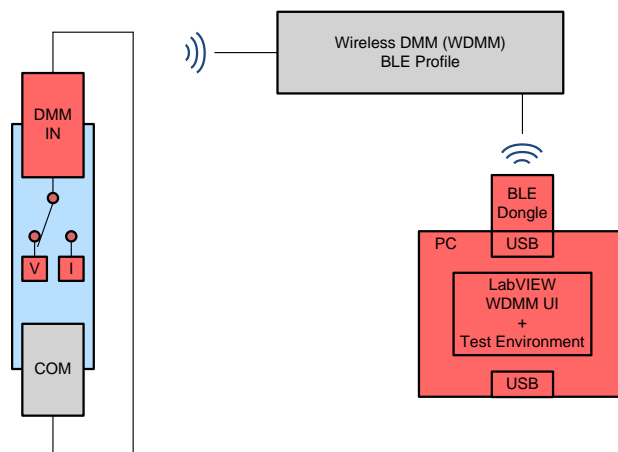 Wireless DMM (WDMM)
BLE Profile
DMM
IN
V
I
COM
BLE
Dongle
PC
USB
LabVIEW
WDMM UI
+
Test Environment
USB